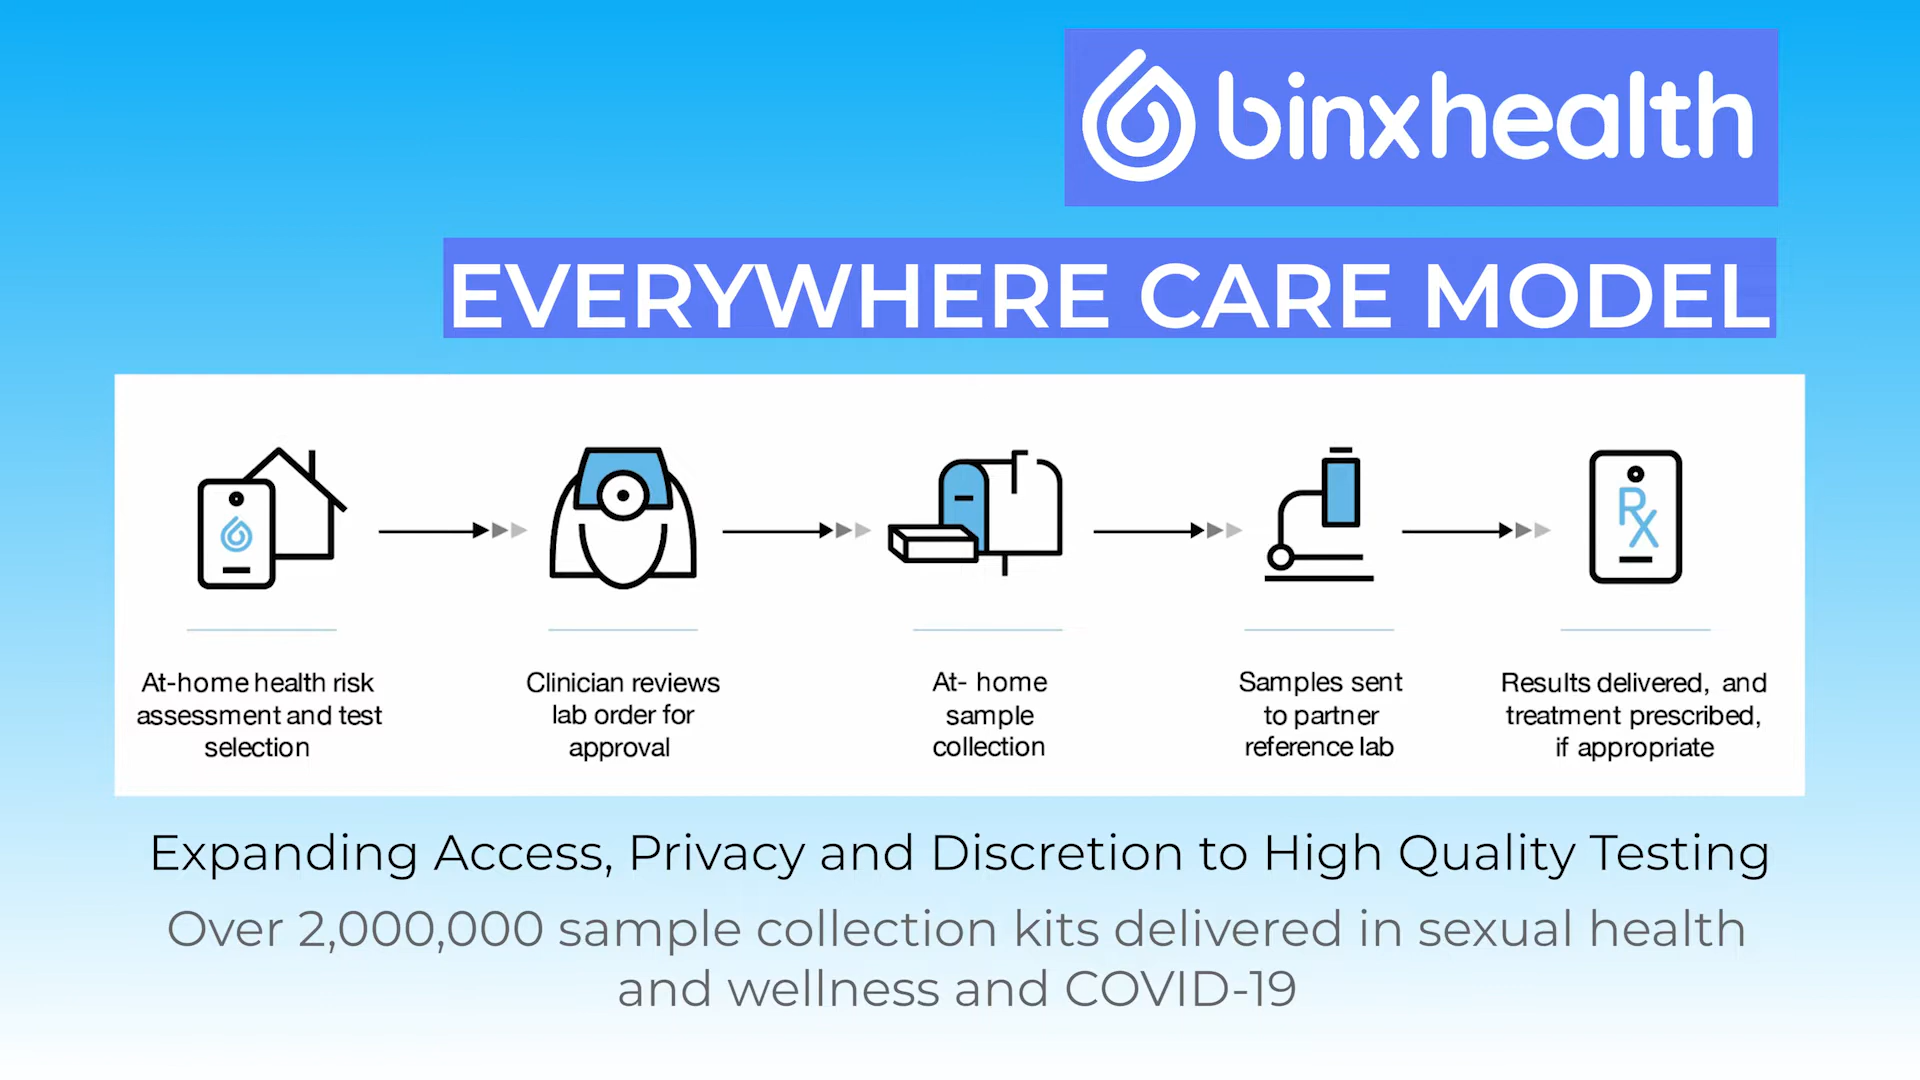 binxhealth
EVERYWHERE CARE MODEL
Rx
At-home health risk
assessment and test
selection
Clinician reviews
lab order for
approval
At- home
sample
collection
Samples sent
to partner
reference lab
Results delivered, and
treatment prescribed,
if appropriate
Expanding Access, Privacy and Discretion to High Quality Testing
Over 2,000,000 sample collection kits delivered in sexual health
and wellness and COVID-19